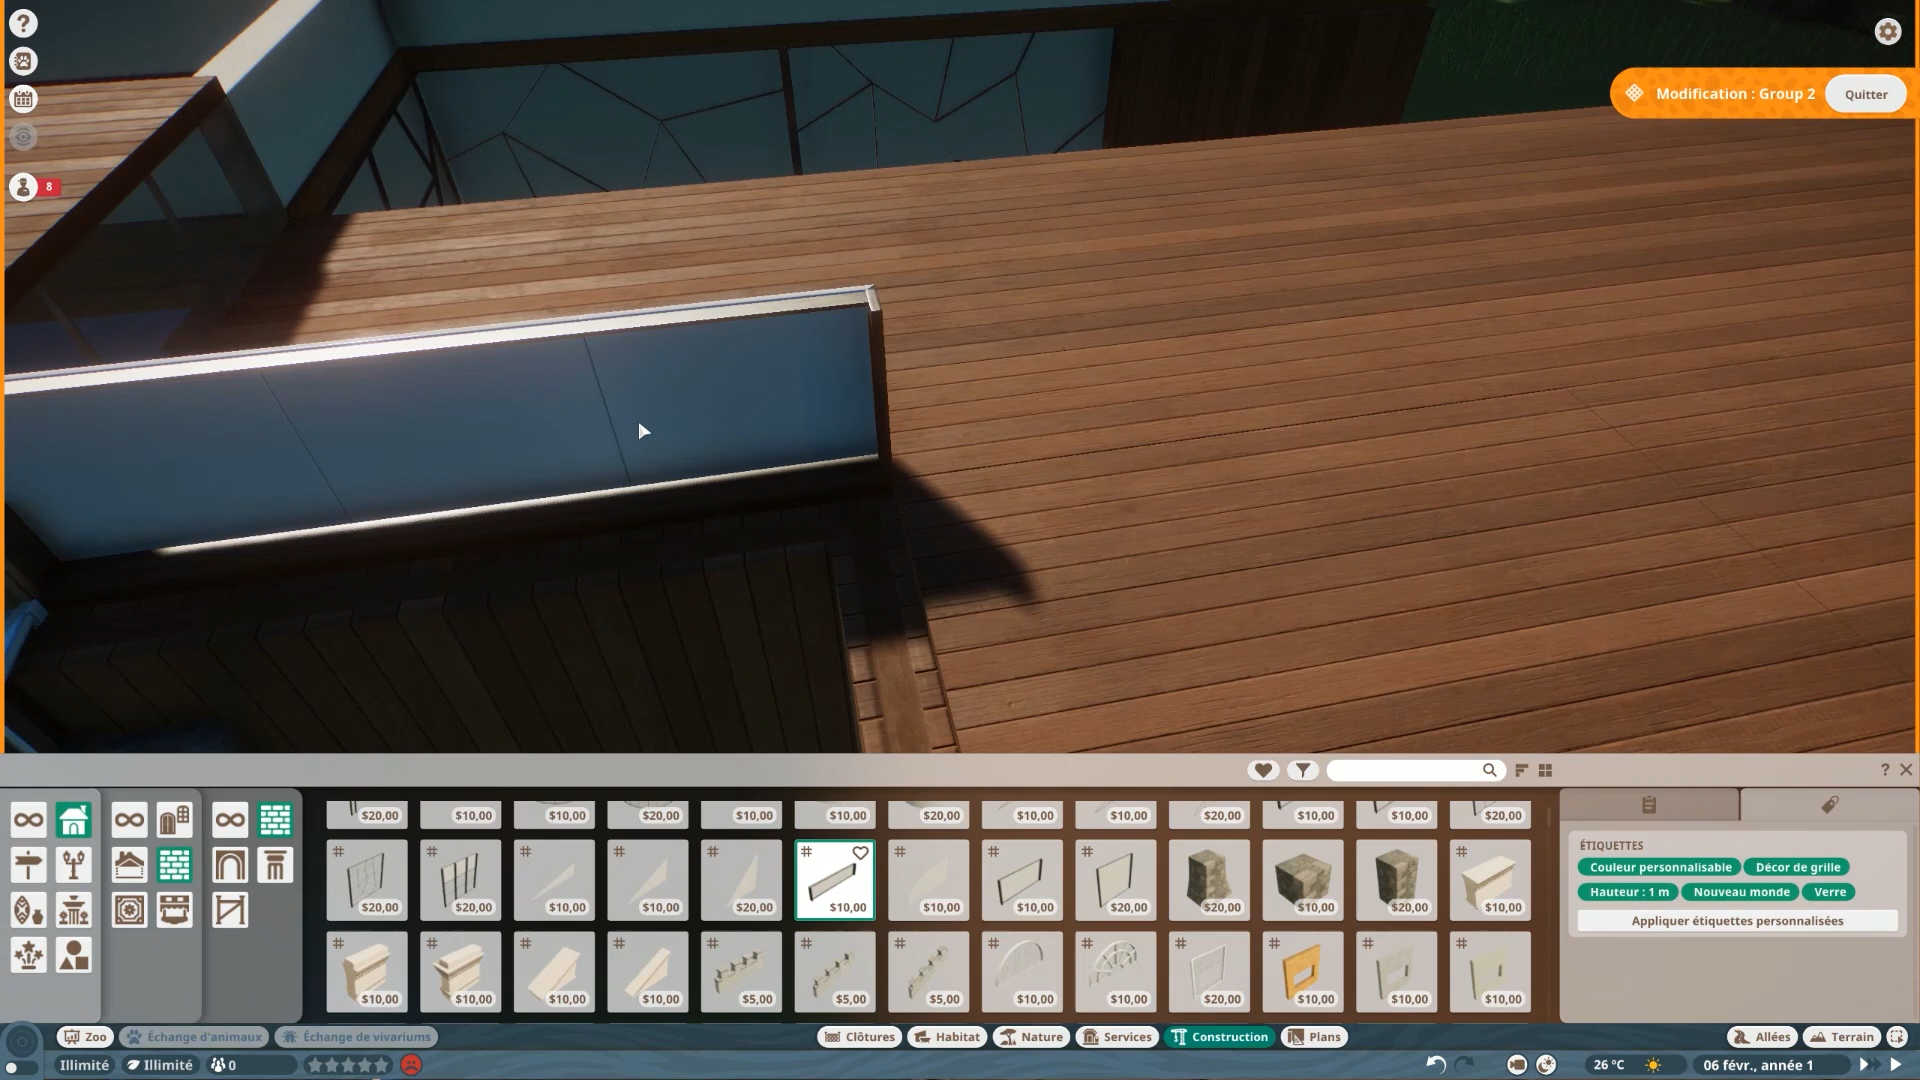 ?
Modification : Group 2
Quitter
8
?
$20,00 $10,00 $10,00 $20,00 $10,00 $10,00 $20,00 $10,00 $10,00 $20,00 $10,00 $10,00 $20,00
# # # # # # # # # #
$20,00 $20,00 $10,00 $10,00 $20,00 $10,00 $10,00 $10,00 $20,00 $20,00 $10,00 $20,00 $10,00
# # # # # # # # # # # # #
$10,00 $10,00 $10,00 $10,00 $5,00 $5,00 $5,00 $10,00 $10,00 $20,00 $10,00 $10,00 $10,00
ÉTIQUETTES
Couleur personnalisable Décor de grille
Hauteur : 1 m Nouveau monde Verre
Appliquer étiquettes personnalisées
Zoo Échange d'animaux Échange de vivariums Clôtures Habitat Nature Services Construction Plans Allées Terrain
Illimité Illimité 0 26 °C 06 févr., année 1